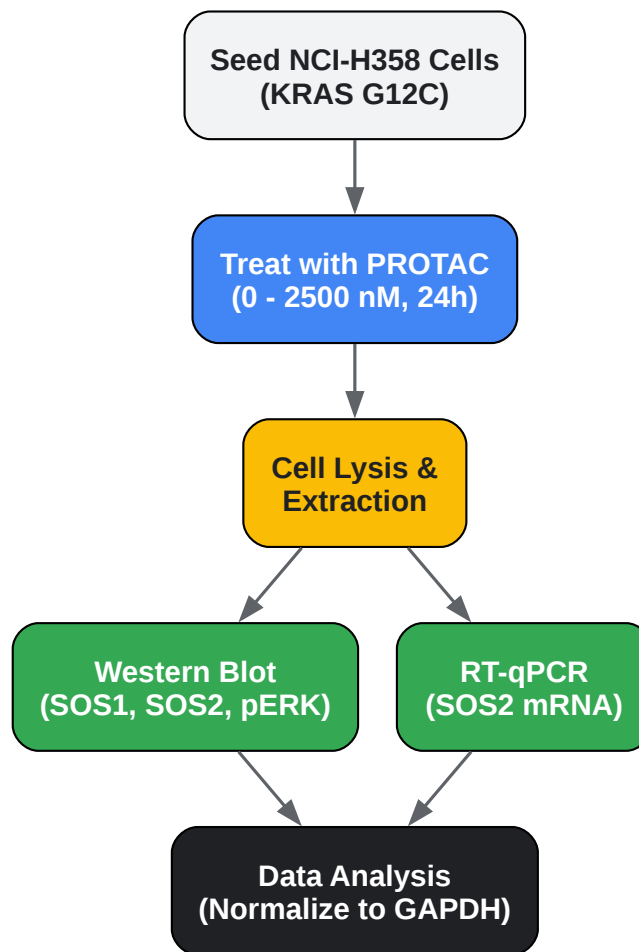 Seed NCI-H358 Cells
(KRAS G12C)
Treat with PROTAC
(0 - 2500 nM, 24h)
Cell Lysis &
Extraction
Western Blot
(SOS1, SOS2, pERK)
RT-qPCR
(SOS2 mRNA)
Data Analysis
(Normalize to GAPDH)